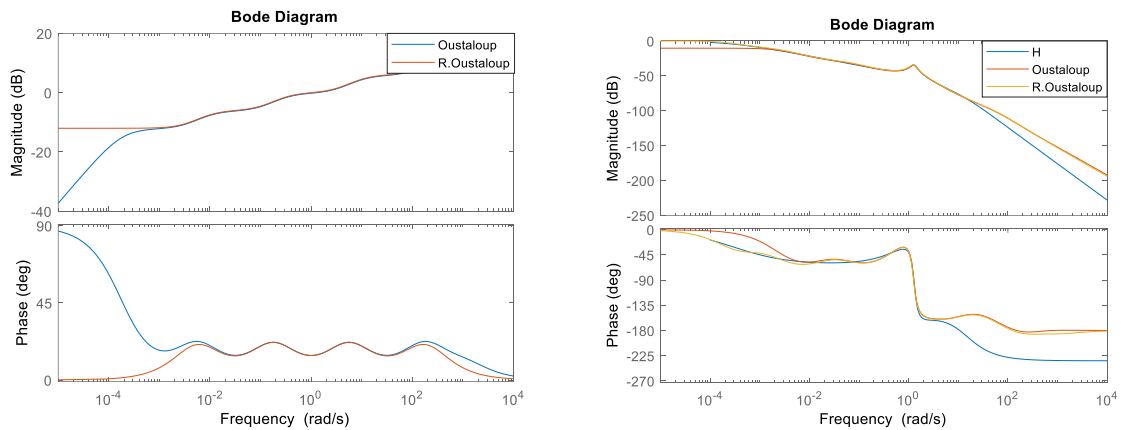 Bode Diagram
20
0
-20
-40
Magnitude (dB)
Oustaloup
R.Oustaloup
90
45
0
Phase (deg)
10^-4
10^-2
10^0
10^2
10^4
Frequency (rad/s)
Bode Diagram
0
-50
-100
-150
-200
-250
Magnitude (dB)
H
Oustaloup
R.Oustaloup
0
-45
-90
-135
-180
-225
-270
Phase (deg)
10^-4
10^-2
10^0
10^2
10^4
Frequency (rad/s)